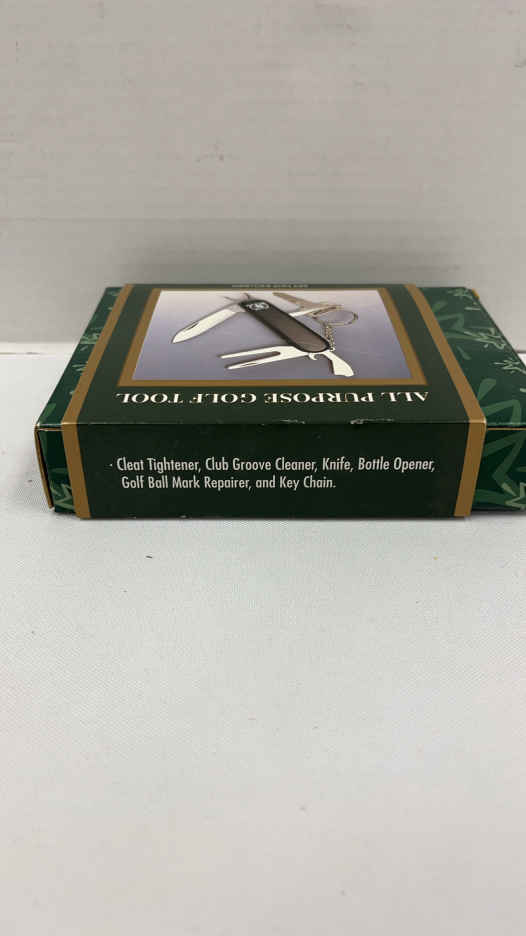 ALL PURPOSE GOLF TOOL
· Cleat Tightener, Club Groove Cleaner, Knife, Bottle Opener,
Golf Ball Mark Repairer, and Key Chain.